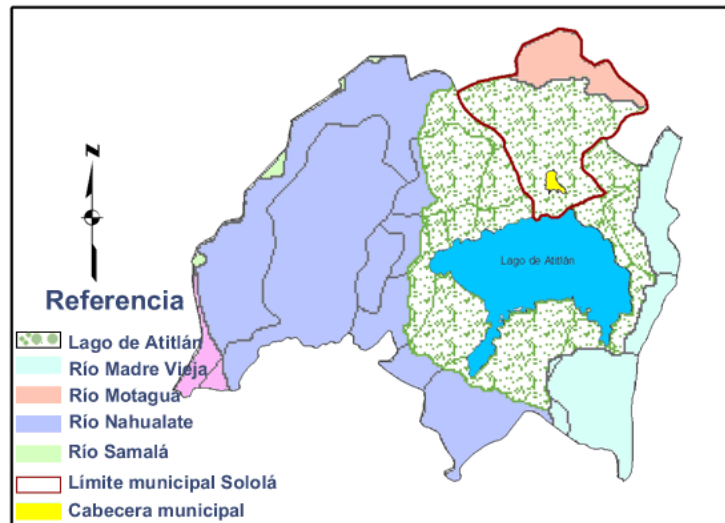 N
Lago de Atitlán
Referencia
Lago de Atitlán
Río Madre Vieja
Río Motagua
Río Nahualate
Río Samalá
Límite municipal Sololá
Cabecera municipal